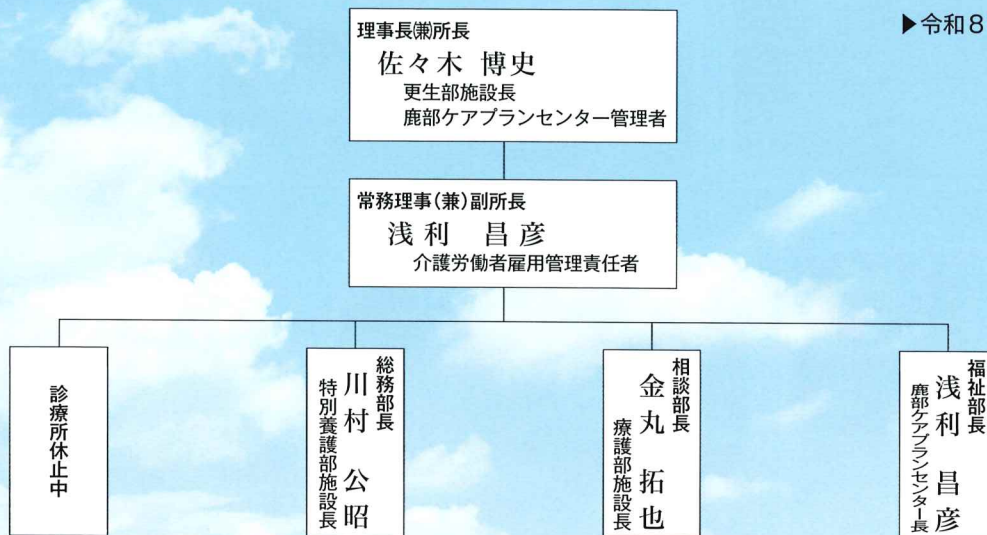 ▶令和8
理事長㈱所長
佐々木 博史
更生部施設長
鹿部ケアプランセンター管理者
常務理事(兼)副所長
浅利 昌彦
介護労働者雇用管理責任者
診療所休止中
総務部長
川村 公昭
特別養護部施設長
相談部長
金丸 拓也
療護部施設長
福祉部長
浅利 昌彦
鹿部ケアプランセンター長